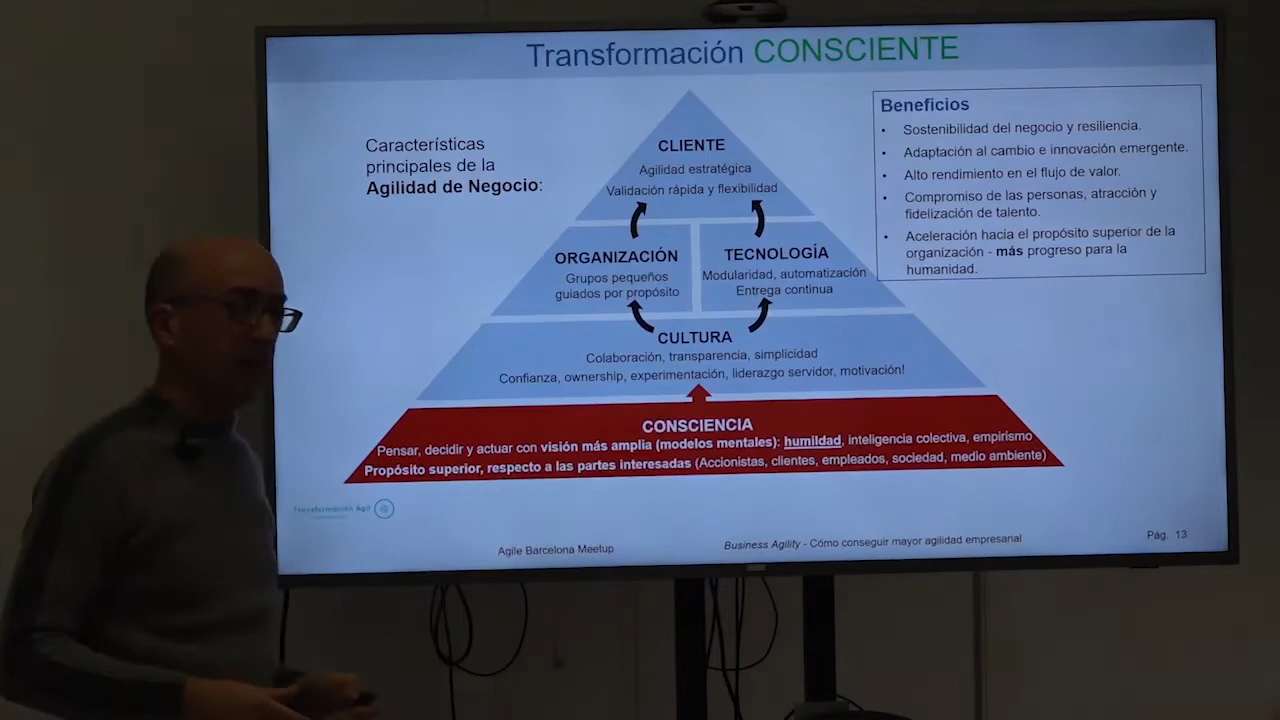 Transformación CONSCIENTE
Características
principales de la
Agilidad de Negocio:
CLIENTE
Agilidad estratégica
Validación rápida y flexibilidad
ORGANIZACIÓN
Grupos pequeños
guiados por propósito
TECNOLOGÍA
Modularidad, automatización
Entrega continua
CULTURA
Colaboración, transparencia, simplicidad
Confianza, ownership, experimentación, liderazgo servidor, motivación!
CONSCIENCIA
Pensar, decidir y actuar con visión más amplia (modelos mentales): humildad, inteligencia colectiva, empirismo
Propósito superior, respecto a las partes interesadas (Accionistas, clientes, empleados, sociedad, medio ambiente)
Beneficios
• Sostenibilidad del negocio y resiliencia.
• Adaptación al cambio e innovación emergente.
• Alto rendimiento en el flujo de valor.
• Compromiso de las personas, atracción y
fidelización de talento.
• Aceleración hacia el propósito superior de la
organización - más progreso para la
humanidad.
Transformación Ágil
Agile Barcelona Meetup
Business Agility - Cómo conseguir mayor agilidad empresarial
Pág. 13